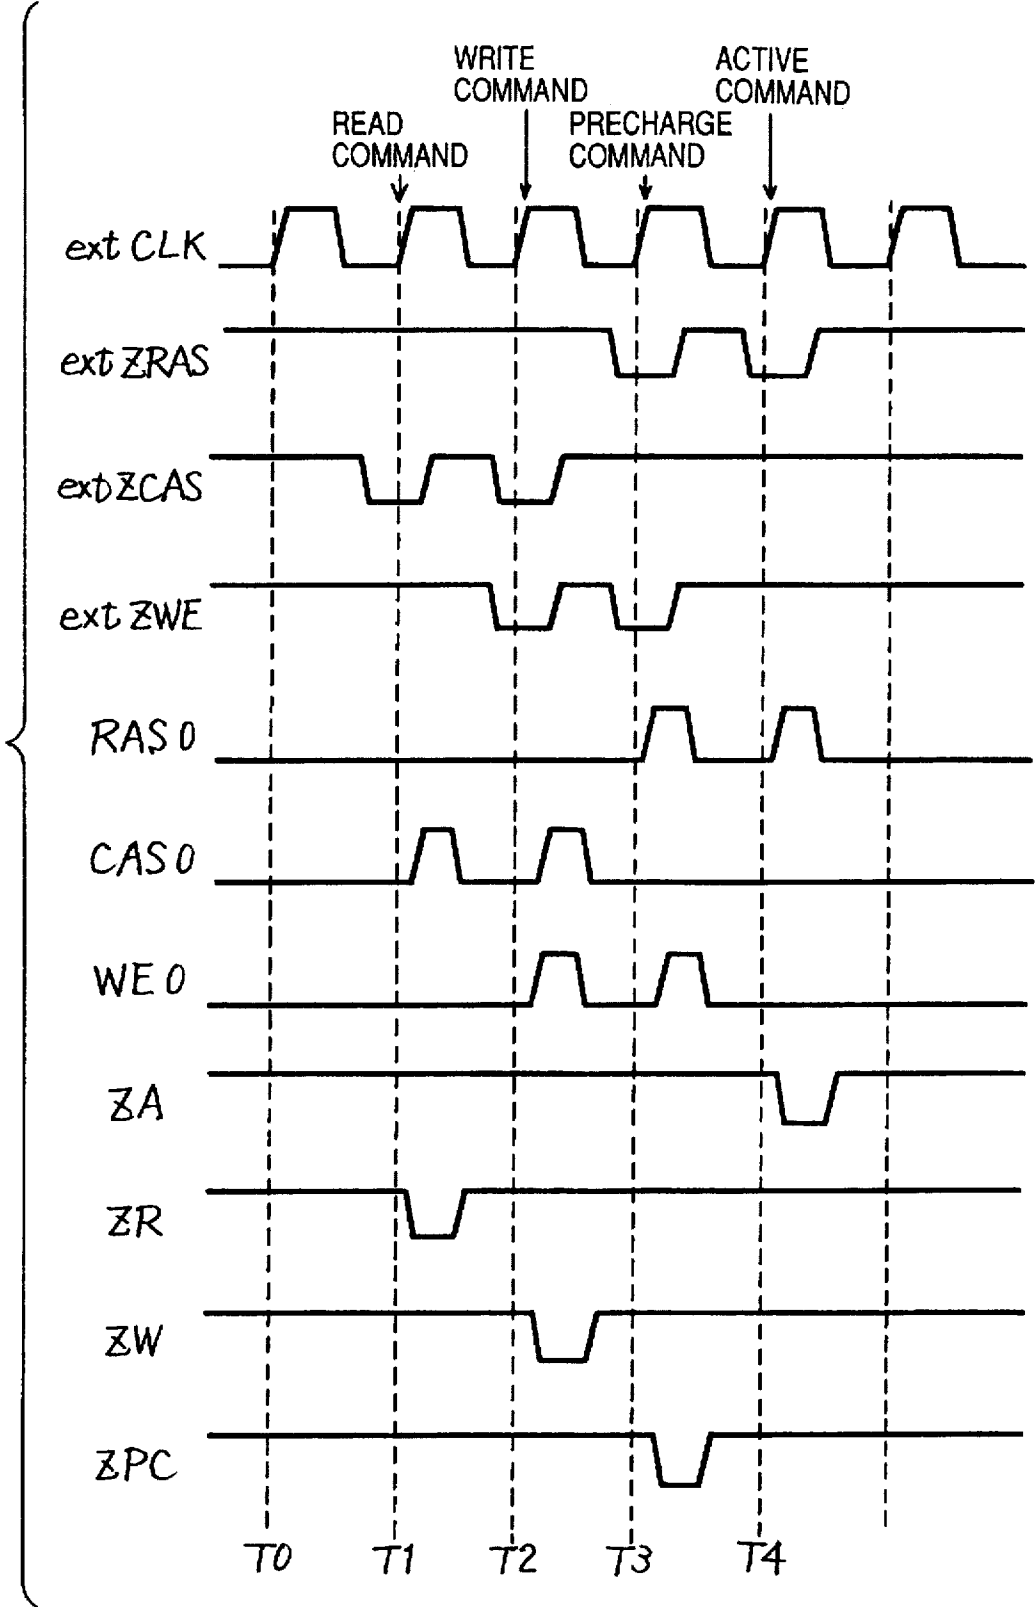 WRITE
COMMAND
ACTIVE
COMMAND
READ
COMMAND
PRECHARGE
COMMAND
ext CLK
ext ZRAS
ext ZCAS
ext ZWE
RAS 0
CAS 0
WE 0
ZA
ZR
ZW
ZPC
T0 T1 T2 T3 T4